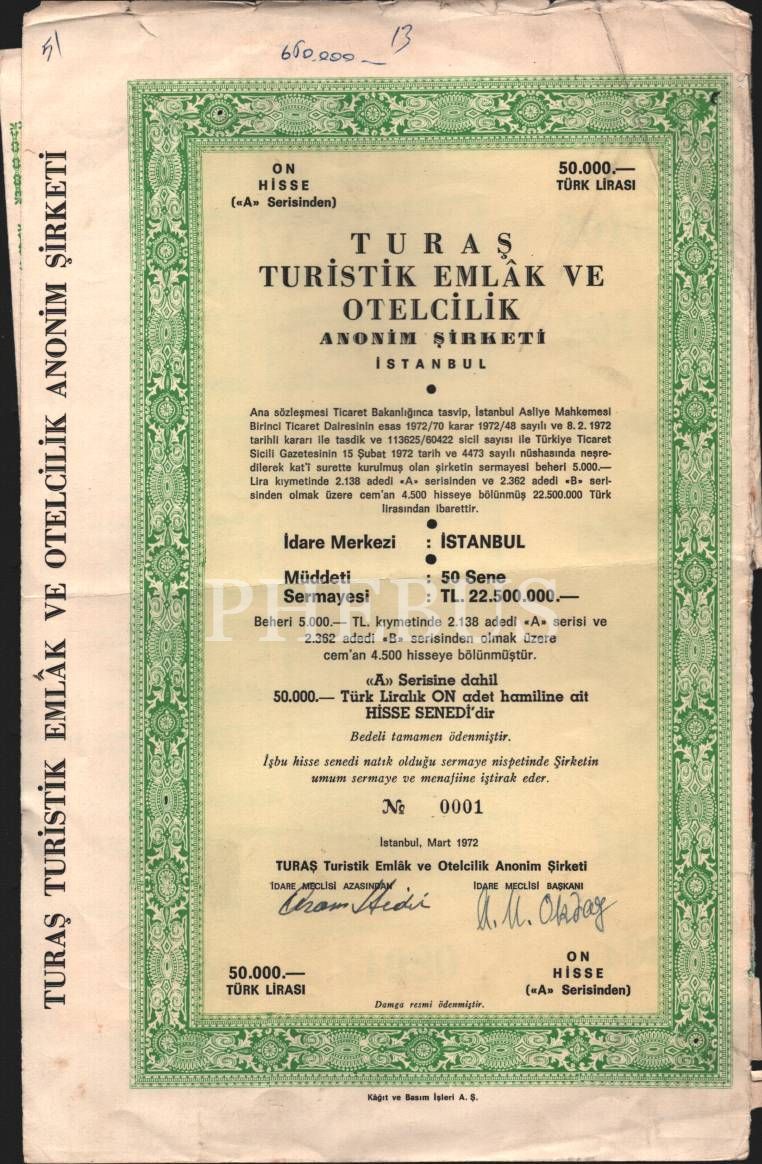 51
660.000.—
13
TURAŞ TURİSTİK EMLÂK VE OTELCİLİK ANONİM ŞİRKETİ
ON
HİSSE
(«A» Serisinden)
50.000.—
TÜRK LİRASI
TURAŞ
TURİSTİK EMLÂK VE
OTELCİLİK
ANONİM ŞİRKETİ
İSTANBUL
Ana sözleşmesi Ticaret Bakanlığınca tasvip, İstanbul Asliye Mahkemesi
Birinci Ticaret Dairesinin esas 1972/70 karar 1972/48 sayılı ve 8. 2. 1972
tarihli kararı ile tasdik ve 113625/60422 sicil sayısı ile Türkiye Ticaret
Sicili Gazetesinin 15 Şubat 1972 tarih ve 4473 sayılı nüshasında neşre-
dilerek kat'î surette kurulmuş olan şirketin sermayesi beheri 5.000.—
Lira kıymetinde 2.138 adedi «A» serisinden ve 2.362 adedi «B» seri-
sinden olmak üzere cem'an 4.500 hisseye bölünmüş 22.500.000 Türk
lirasından ibarettir.
İdare Merkezi : İSTANBUL
Müddeti : 50 Sene
Sermayesi : TL. 22.500.000.—
PHEBUS
Beheri 5.000.— TL. kıymetinde 2.138 adedi «A» serisi ve
2.362 adedi «B» serisinden olmak üzere
cem'an 4.500 hisseye bölünmüştür.
«A» Serisine dahil
50.000.— Türk Liralık ON adet hamiline ait
HİSSE SENEDİ'dir
Bedeli tamamen ödenmiştir.
İşbu hisse senedi natık olduğu sermaye nispetinde Şirketin
umum sermaye ve menafiine iştirak eder.
№ 0001
İstanbul, Mart 1972
TURAŞ Turistik Emlâk ve Otelcilik Anonim Şirketi
İDARE MECLİSİ AZASINDAN
İDARE MECLİSİ BAŞKANI
50.000.—
TÜRK LİRASI
ON
HİSSE
(«A» Serisinden)
Damga resmi ödenmiştir.
Kâğıt ve Basım İşleri A. Ş.